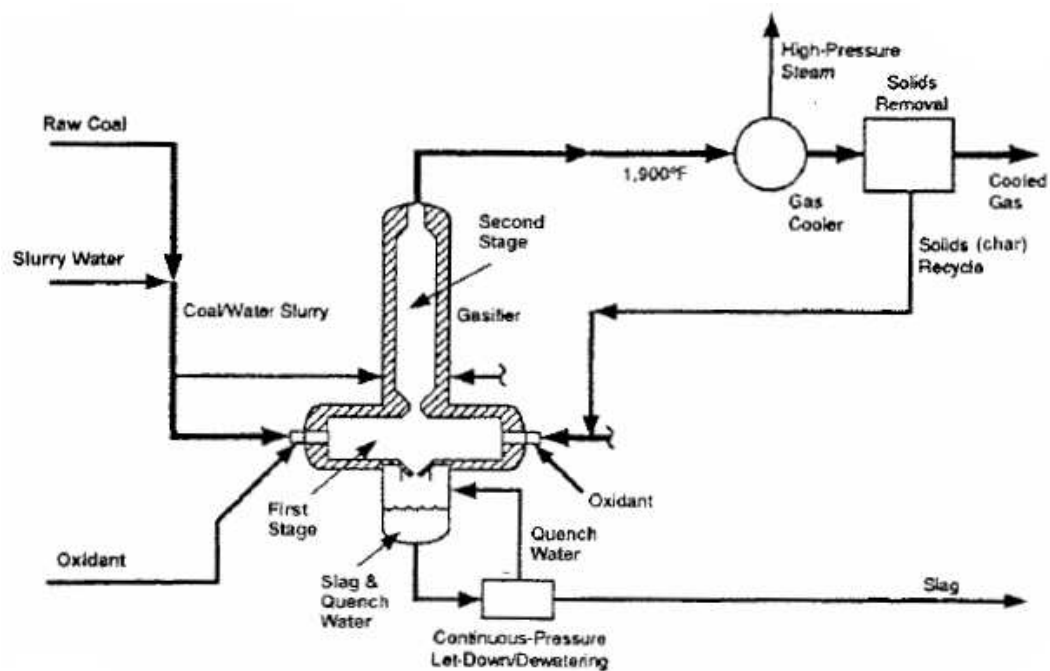 High-Pressure
Steam
Solids
Removal
Raw Coal
1,900°F
Gas
Cooler
Cooled
Gas
Second
Stage
Slurry Water
Solids (char)
Recycle
Coal/Water Slurry
Gasifier
First
Stage
Oxidant
Quench
Water
Oxidant
Slag &
Quench
Water
Slag
Continuous-Pressure
Let-Down/Dewatering